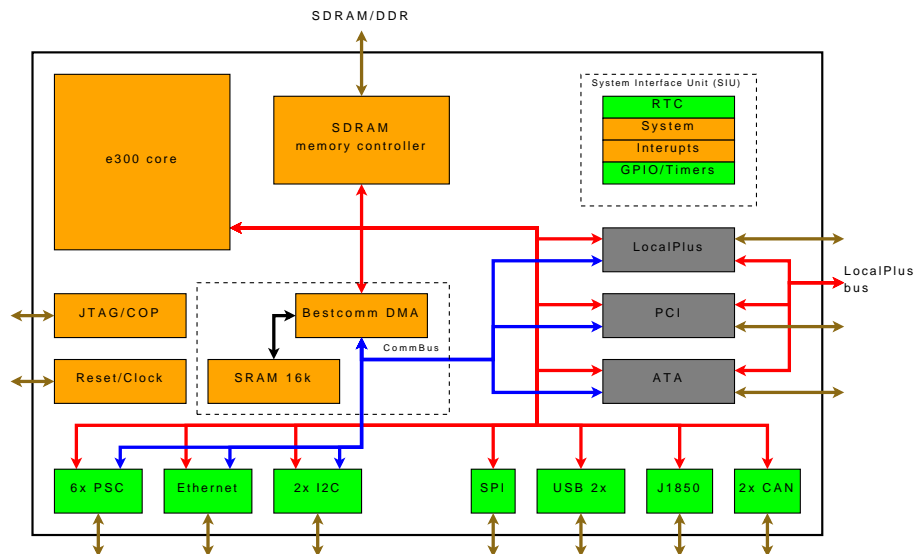 SDRAM/DDR
System Interface Unit (SIU)
RTC
System
Interupts
GPIO/Timers
SDRAM
memory controller
e300 core
LocalPlus
LocalPlus
bus
JTAG/COP
Bestcomm DMA
PCI
CommBus
Reset/Clock
SRAM 16k
ATA
6x PSC
Ethernet
2x I2C
SPI
USB 2x
J1850
2x CAN